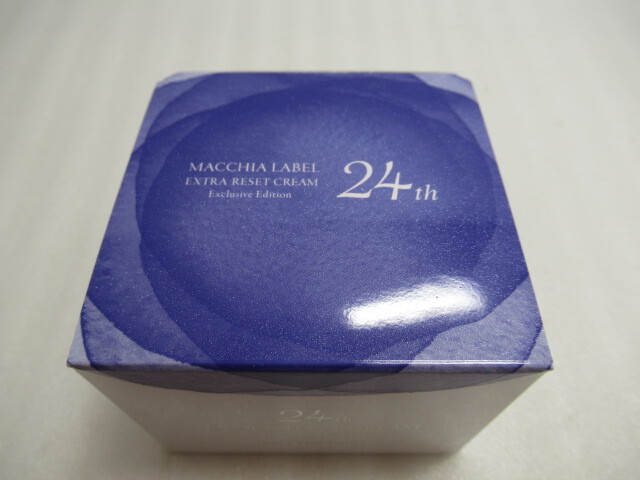 MACCHIA LABEL
EXTRA RESET CREAM
Exclusive Edition
24th
24th